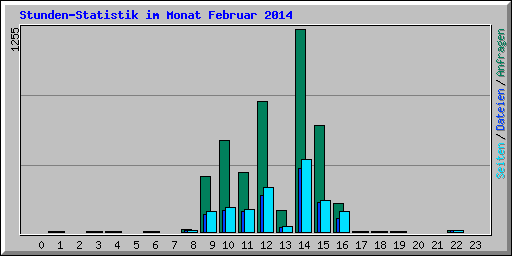 Stunden-Statistik im Monat Februar 2014
1255
Seiten/Dateien/Anfragen
0 1 2 3 4 5 6 7 8 9 10 11 12 13 14 15 16 17 18 19 20 21 22 23